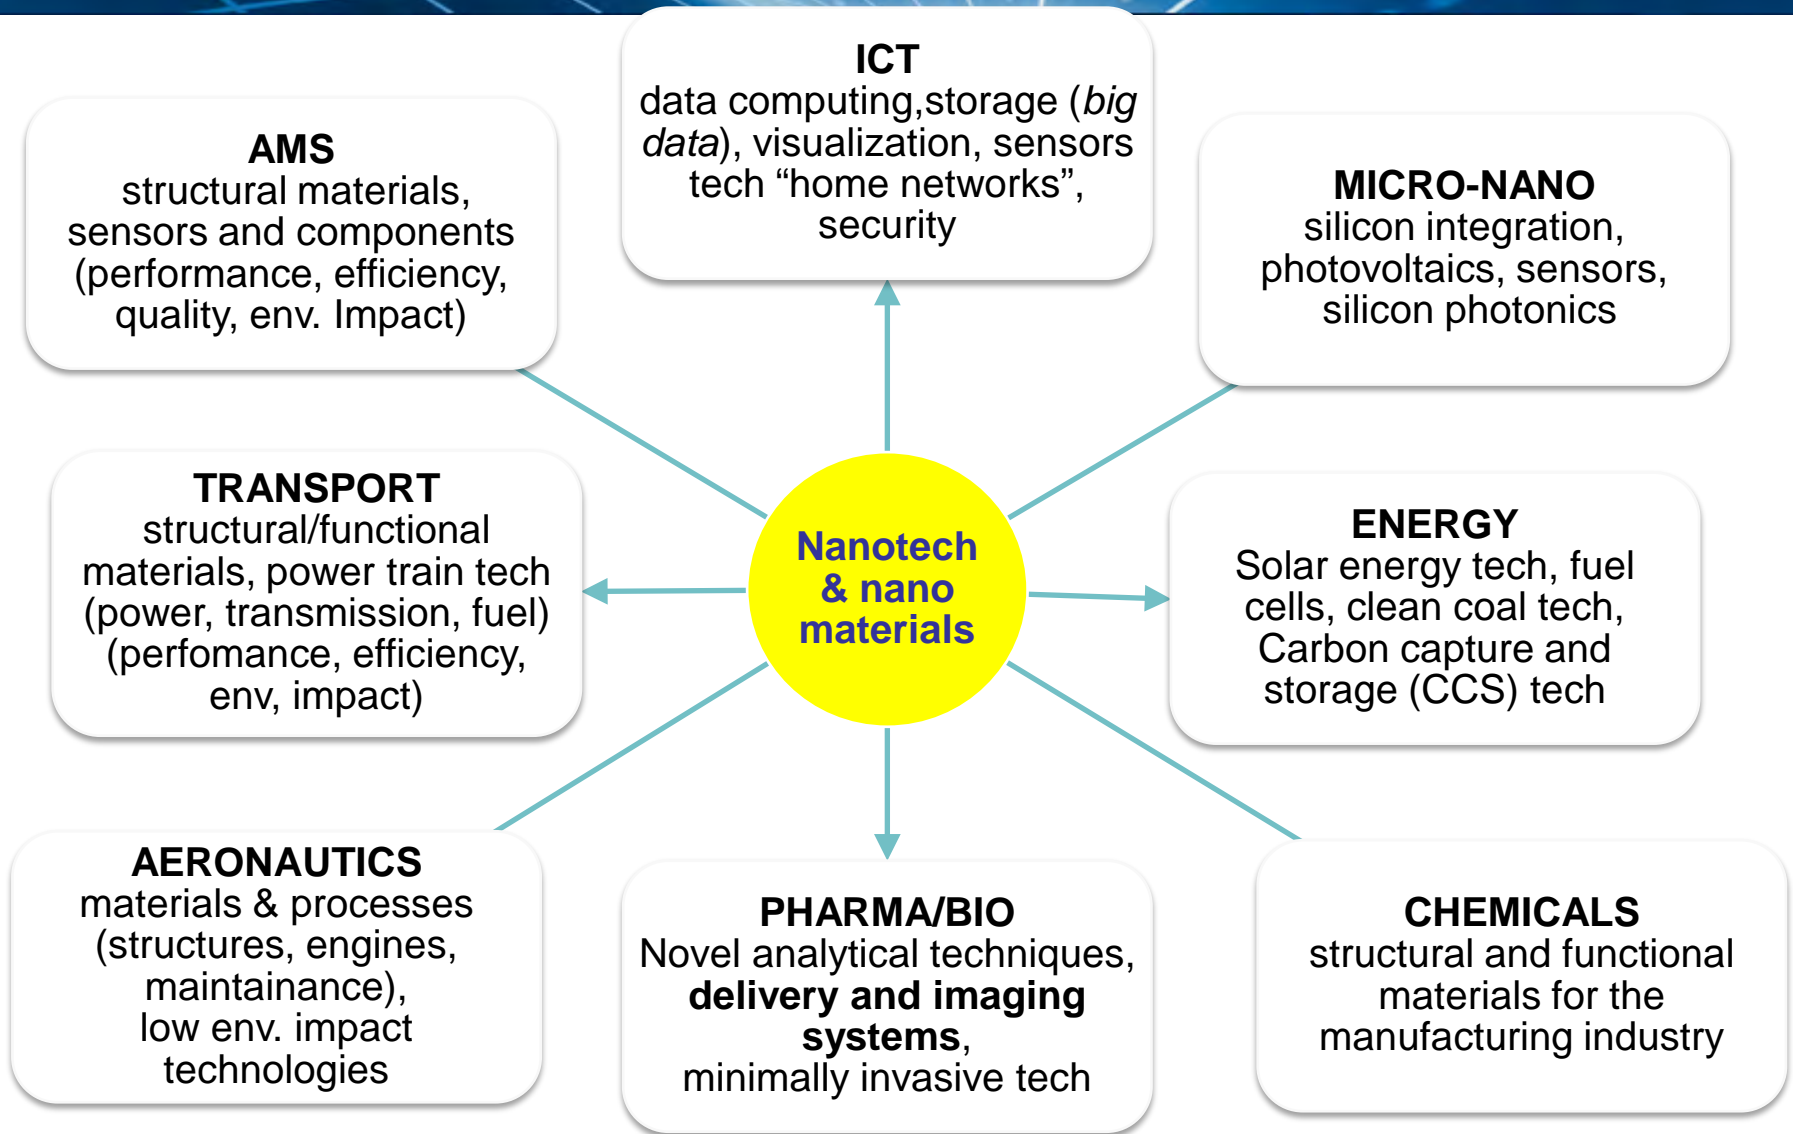 ICT
data computing,storage (big
data), visualization, sensors
tech “home networks”,
security
AMS
structural materials,
sensors and components
(performance, efficiency,
quality, env. Impact)
MICRO-NANO
silicon integration,
photovoltaics, sensors,
silicon photonics
TRANSPORT
structural/functional
materials, power train tech
(power, transmission, fuel)
(perfomance, efficiency,
env, impact)
Nanotech
& nano
materials
ENERGY
Solar energy tech, fuel
cells, clean coal tech,
Carbon capture and
storage (CCS) tech
AERONAUTICS
materials & processes
(structures, engines,
maintainance),
low env. impact
technologies
PHARMA/BIO
Novel analytical techniques,
delivery and imaging
systems,
minimally invasive tech
CHEMICALS
structural and functional
materials for the
manufacturing industry